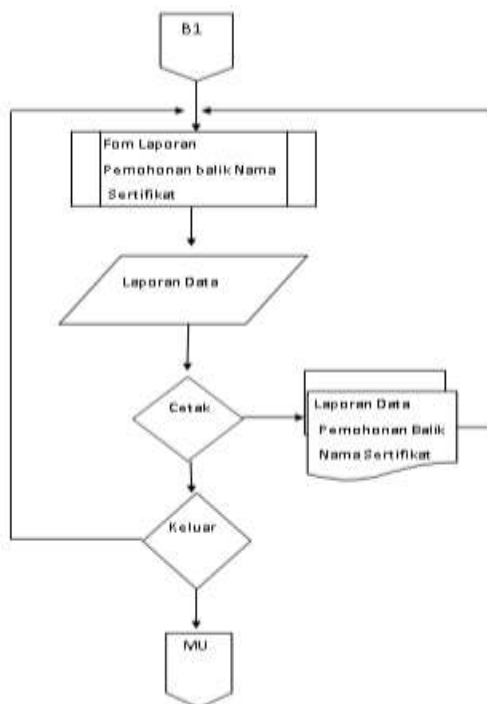 B1
Fom Laporan
Pemohonan balik Nama
Sertifikat
Laporan Data
Cetak
Laporan Data
Pemohonan Balik
Nama Sertifikat
Keluar
MU